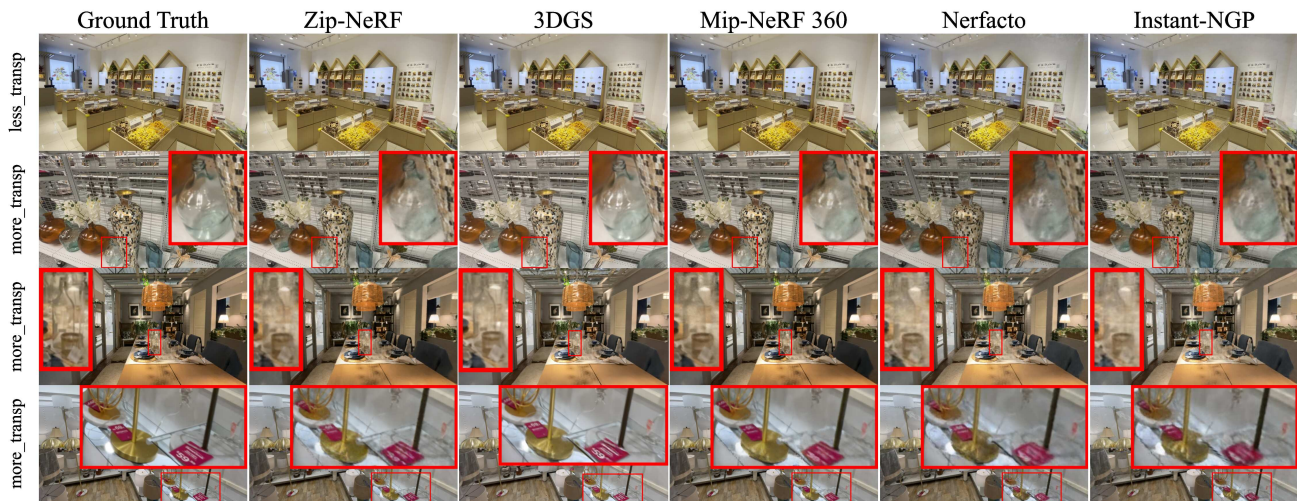 Ground Truth Zip-NeRF 3DGS Mip-NeRF 360 Nerfacto Instant-NGP
less_transp
more_transp
more_transp
more_transp